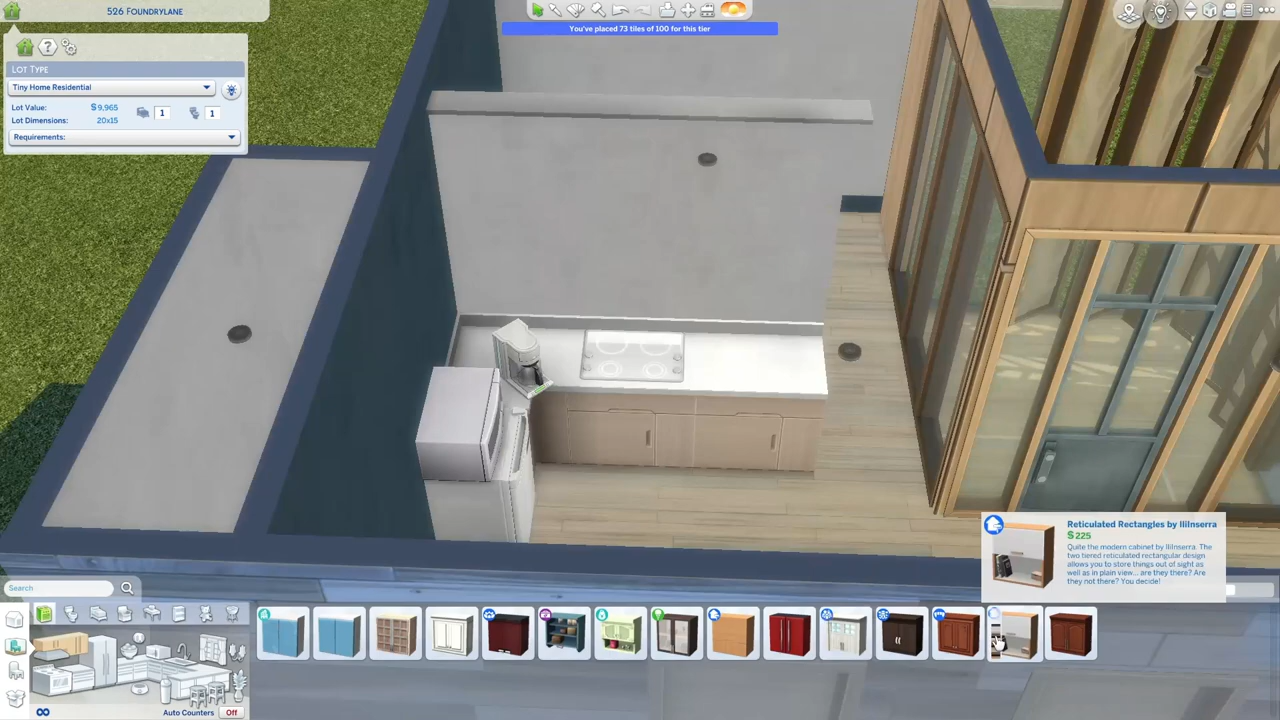 526 FOUNDRYLANE
You've placed 73 tiles of 100 for this tier
LOT TYPE
Tiny Home Residential
Lot Value: $9,965 1 1
Lot Dimensions: 20x15
Requirements:
Reticulated Rectangles by IliInserra
$225
Quite the modern cabinet by IliInserra. The
two tiered reticulated rectangular design
allows you to store things out of sight as
well as in plain view... are they there? Are
they not there? You decide!
Search
Auto Counters Off